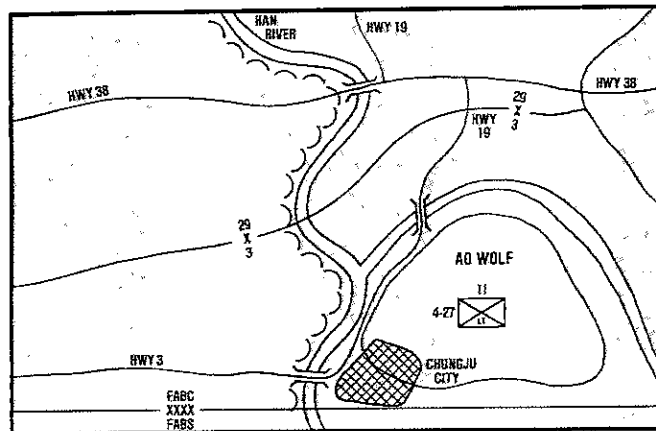 HAN
RIVER
HWY 19
HWY 38
HWY 38
29
X
3
HWY
19
29
X
3
AO WOLF
II
4-27
LT
CHUNGJU
CITY
HWY 3
FABC
XXXX
FABS